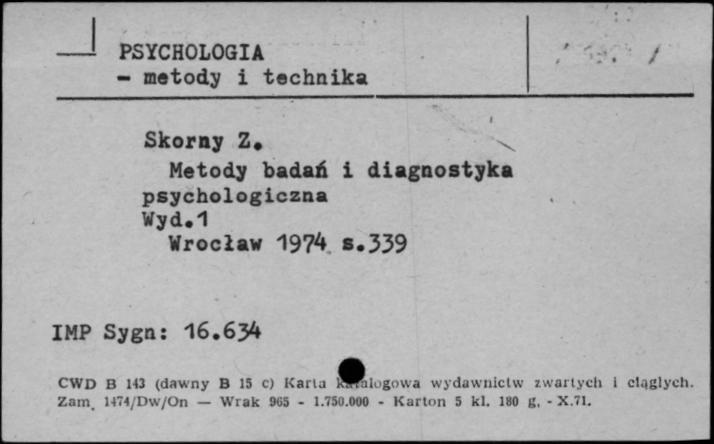 PSYCHOLOGIA
- metody i technika
Skorny Z.
Metody badań i diagnostyka
psychologiczna
Wyd.1
Wrocław 1974 s.339
IMP Sygn: 16.634
CWD B 143 (dawny B 15 c) Karta katalogowa wydawnictw zwartych i ciągłych.
Zam. 1474/Dw/On — Wrak 965 - 1.750.000 - Karton 5 kl. 180 g. - X.71.